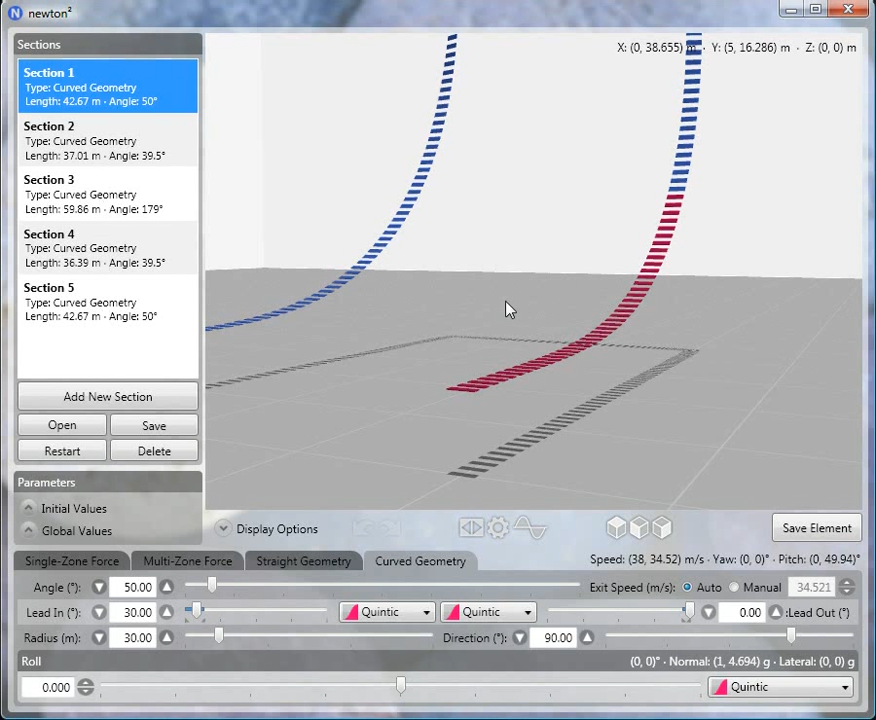 newton²
Sections
X: (0, 38.655) m · Y: (5, 16.286) m · Z: (0, 0) m
Section 1
Type: Curved Geometry
Length: 42.67 m · Angle: 50°
Section 2
Type: Curved Geometry
Length: 37.01 m · Angle: 39.5°
Section 3
Type: Curved Geometry
Length: 59.86 m · Angle: 179°
Section 4
Type: Curved Geometry
Length: 36.39 m · Angle: 39.5°
Section 5
Type: Curved Geometry
Length: 42.67 m · Angle: 50°
Add New Section
Open Save
Restart Delete
Parameters
Initial Values
Global Values
Display Options
Save Element
Single-Zone Force Multi-Zone Force Straight Geometry Curved Geometry Speed: (38, 34.52) m/s · Yaw: (0, 0)° · Pitch: (0, 49.94)°
Angle (°): 50.00 Exit Speed (m/s): Auto Manual 34.521
Lead In (°): 30.00 Quintic Quintic 0.00 :Lead Out (°)
Radius (m): 30.00 Direction (°): 90.00
Roll (0, 0)° · Normal: (1, 4.694) g · Lateral: (0, 0) g
0.000 Quintic